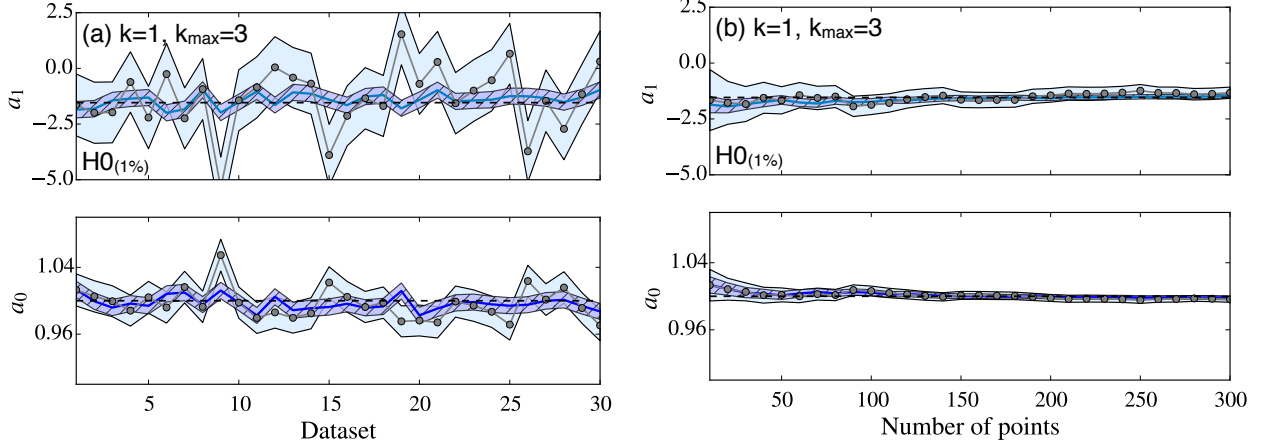 (a) k=1, kmax=3
2.5
0.0
−2.5
−5.0
a1
H0(1%)
1.04
0.96
a0
5 10 15 20 25 30
Dataset
(b) k=1, kmax=3
2.5
0.0
−2.5
−5.0
a1
H0(1%)
1.04
0.96
a0
50 100 150 200 250 300
Number of points